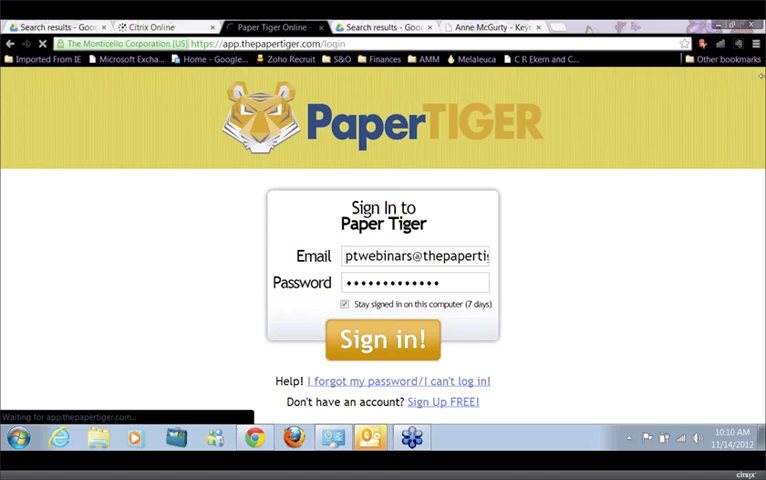 Search results - Goo
Citrix Online
Paper Tiger Online -
Search results - Goo
Anne McGurty - Key
The Monticello Corporation [US] https://app.thepapertiger.com/login
Imported From IE
Microsoft Excha...
Home - Google...
Zoho Recruit
S&O
Finances
AMM
Melaleuca
C R Ekern and C...
Other bookmarks
PaperTIGER
Sign In to
Paper Tiger
Email ptwebinars@thepaperti
Password
Stay signed in on this computer (7 days)
Sign in!
Help! I forgot my password/I can't log in!
Don't have an account? Sign Up FREE!
Waiting for app.thepapertiger.com...
10:10 AM
11/14/2012
citrix